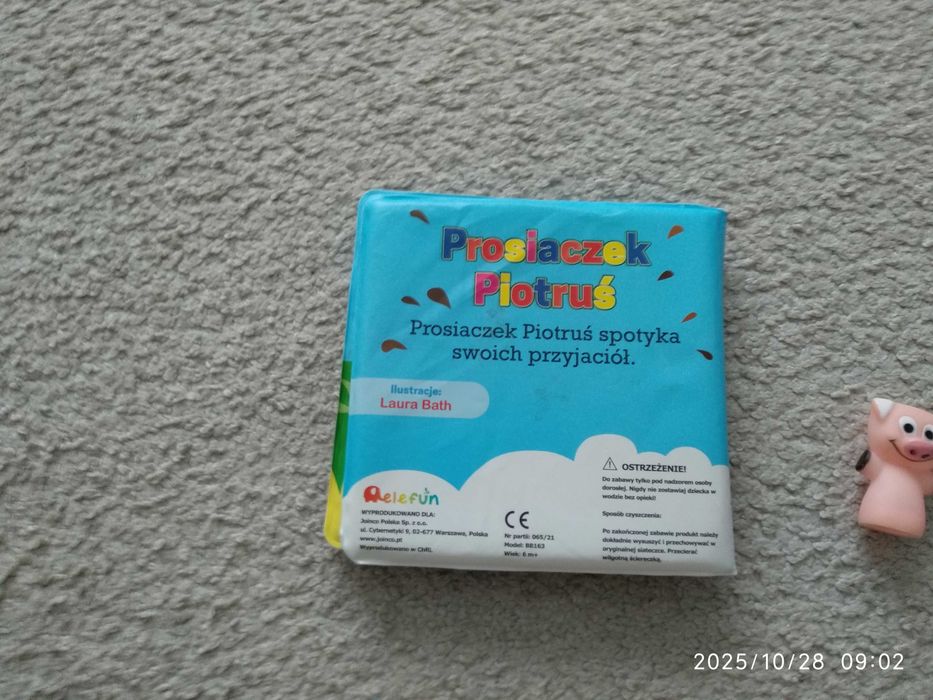 Prosiaczek
Piotruś
Prosiaczek Piotruś spotyka
swoich przyjaciół.
Ilustracje:
Laura Bath
elefun
WYPRODUKOWANO DLA:
Joinco Polska Sp. z o.o.
ul. Cybernetyki 9, 02-677 Warszawa, Polska
www.joinco.pl
Wyprodukowano w ChRL
CE
Nr partii: 065/21
Model: BB163
Wiek: 6 m+
OSTRZEŻENIE!
Do zabawy tylko pod nadzorem osoby
dorosłej. Nigdy nie zostawiaj dziecka w
wodzie bez opieki!
Sposób czyszczenia:
Po zakończonej zabawie produkt należy
dokładnie wysuszyć i przechowywać w
oryginalnej siateczce. Przecierać
wilgotną ściereczką.
2025/10/28 09:02